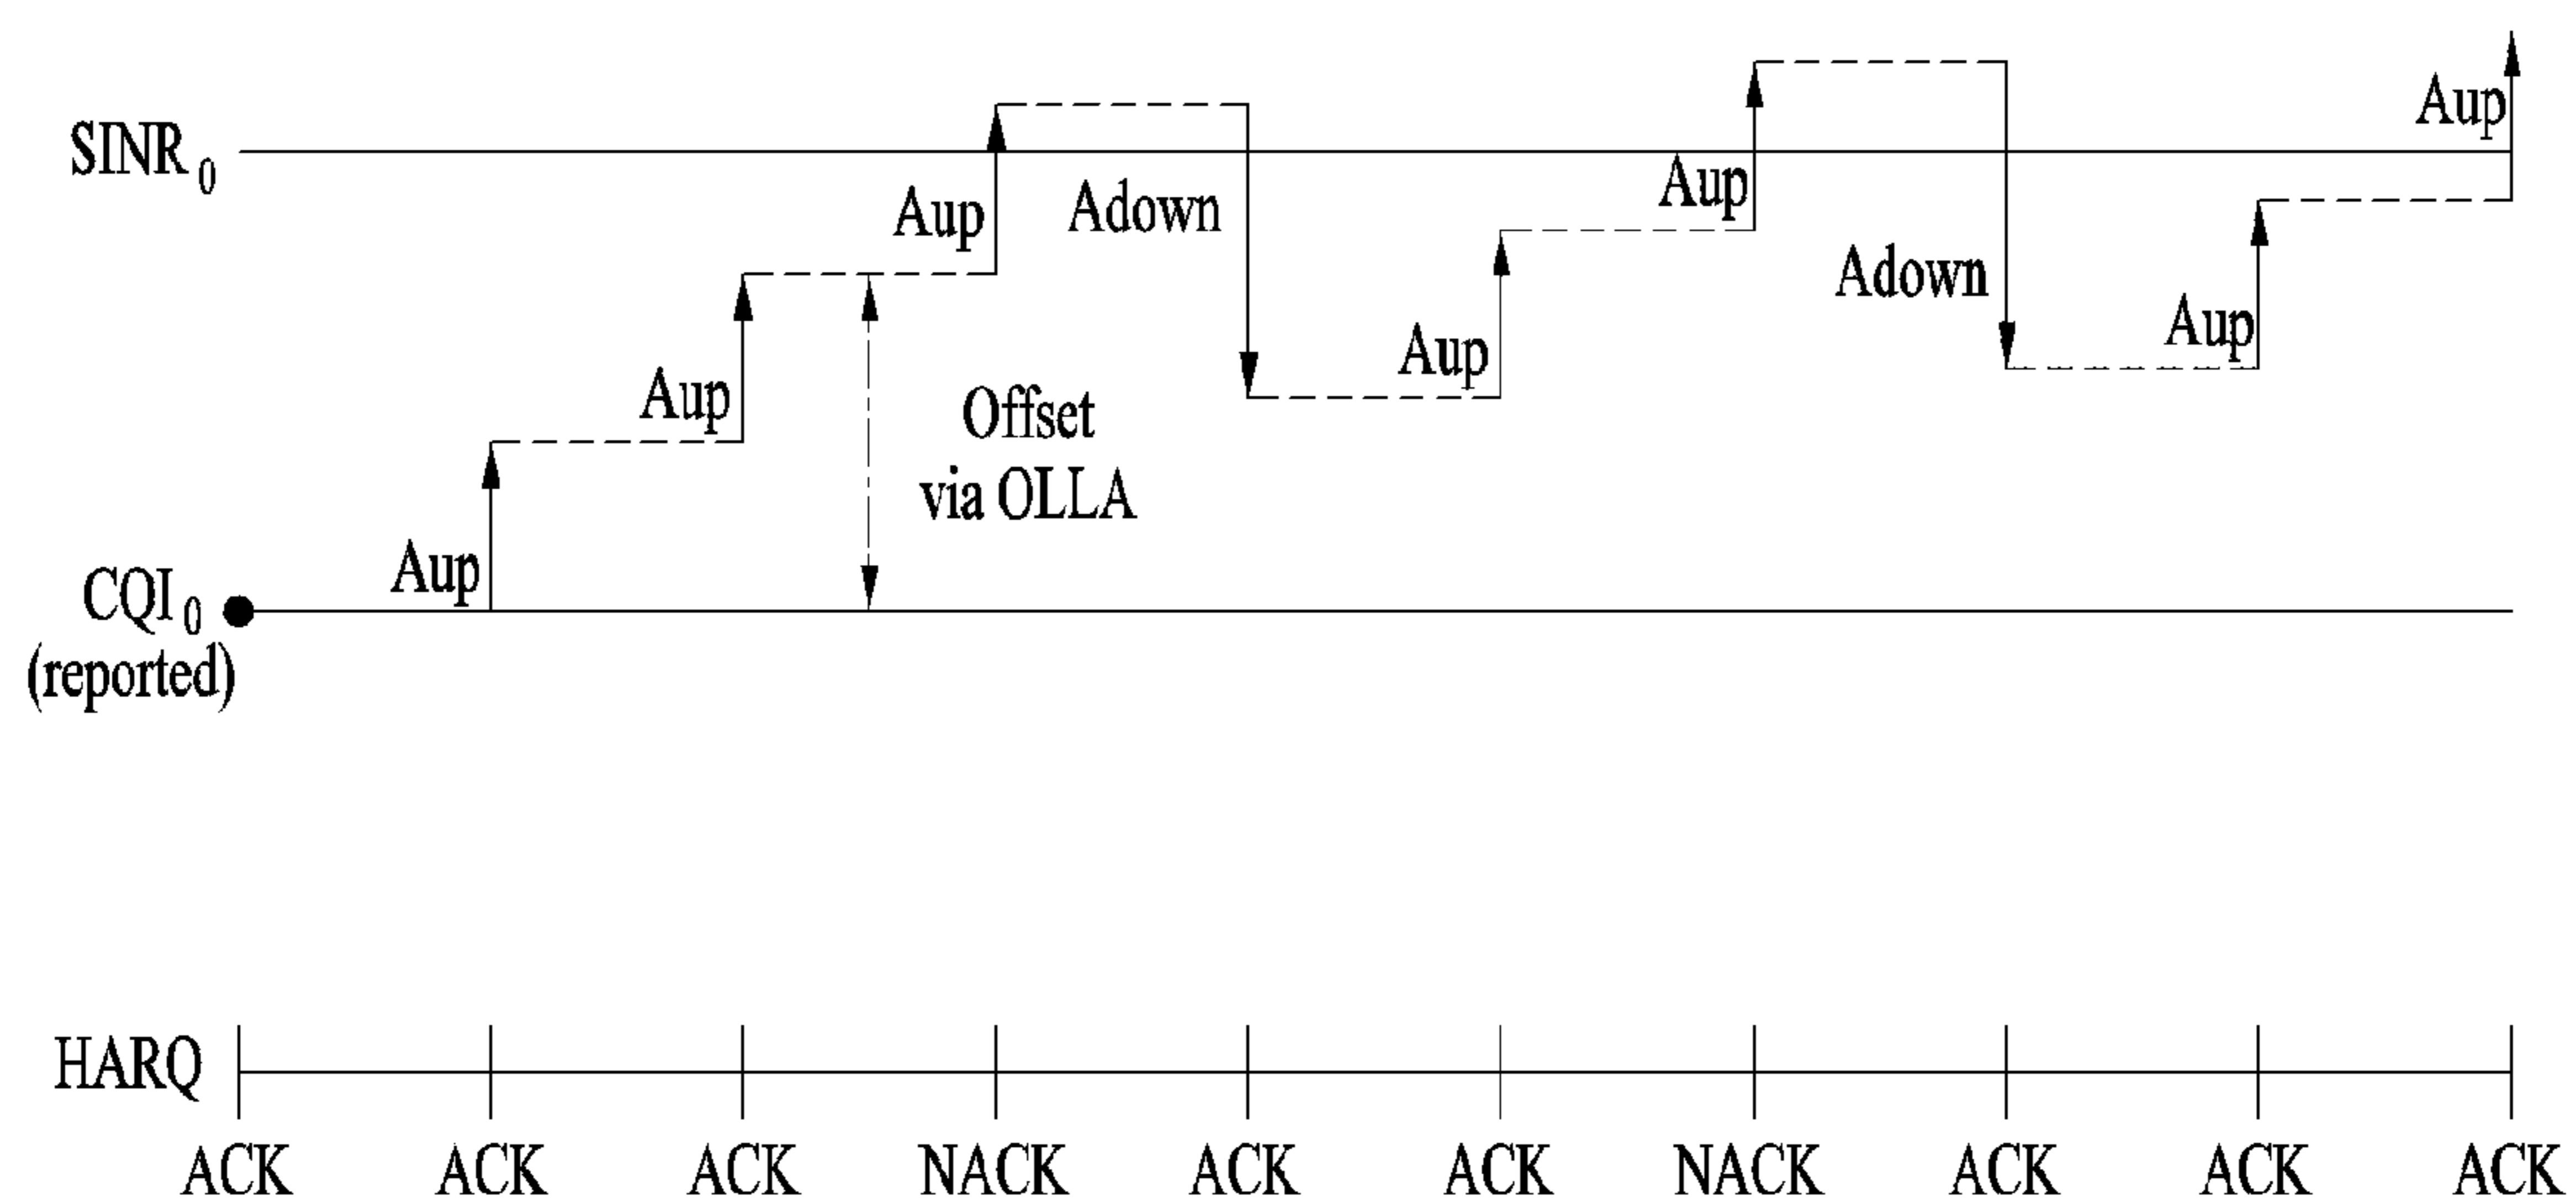 Aup
SINR 0
Aup
Aup
Adown
Adown
Aup
Aup
Aup
Offset
via OLLA
Aup
CQI 0
(reported)
HARQ
ACK ACK ACK NACK ACK ACK NACK ACK ACK ACK